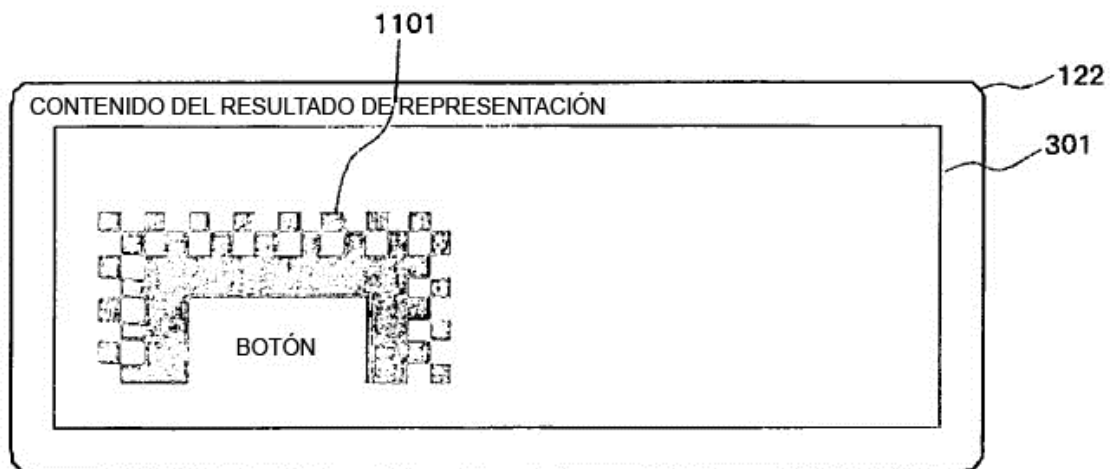 1101
122
CONTENIDO DEL RESULTADO DE REPRESENTACIÓN
301
BOTÓN